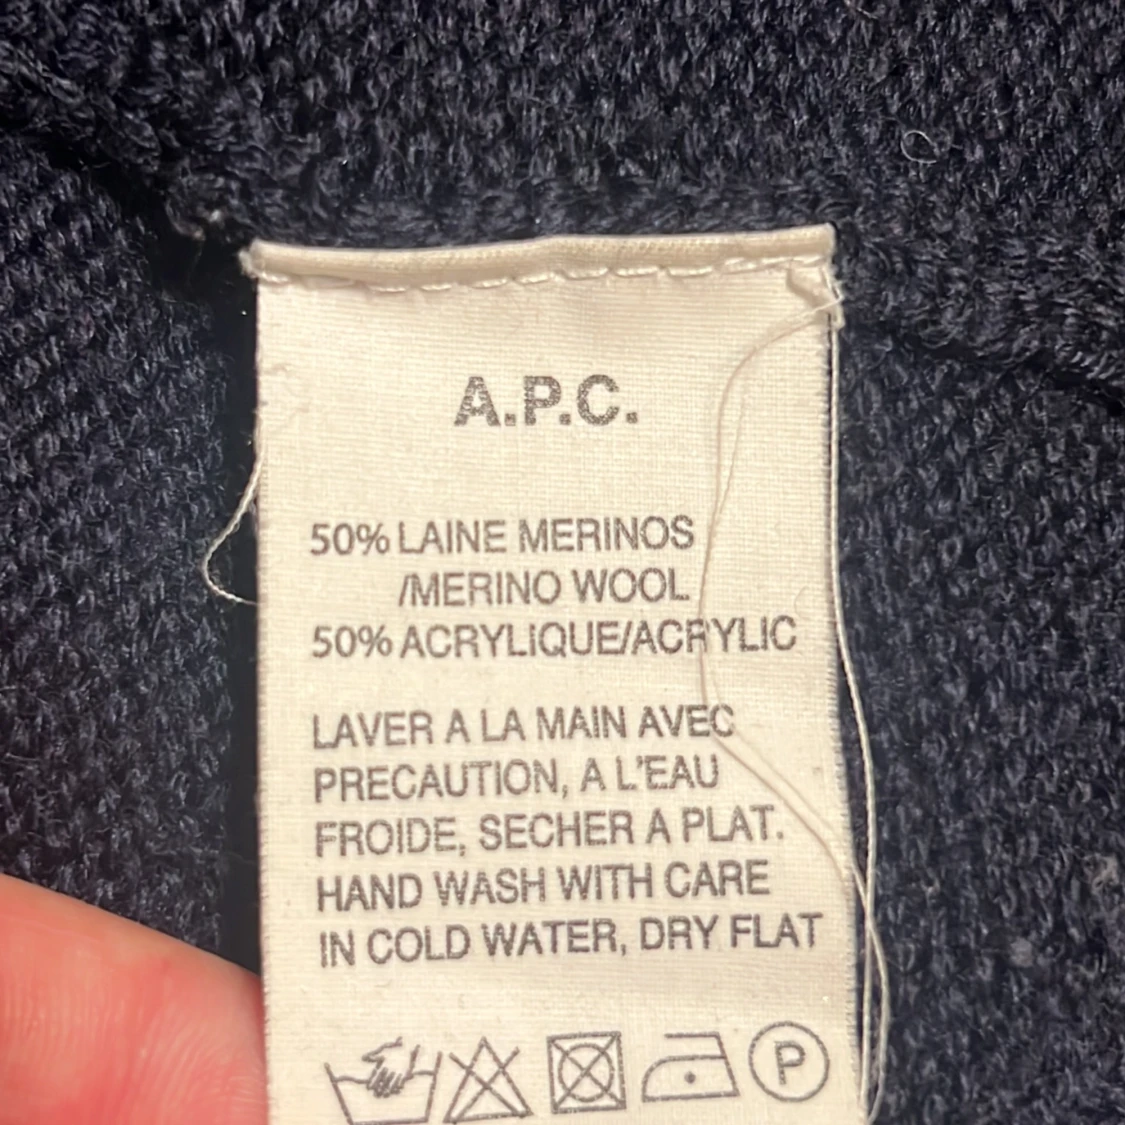 A.P.C.
50% LAINE MERINOS
/MERINO WOOL
50% ACRYLIQUE/ACRYLIC
LAVER A LA MAIN AVEC
PRECAUTION, A L'EAU
FROIDE, SECHER A PLAT.
HAND WASH WITH CARE
IN COLD WATER, DRY FLAT
P